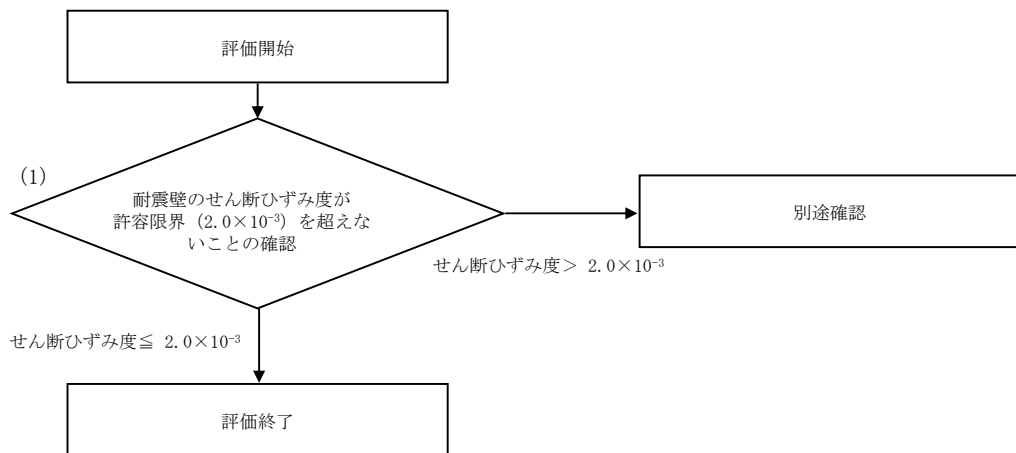 評価開始
(1)
耐震壁のせん断ひずみ度が
許容限界（2.0×10⁻³）を超えな
いことの確認
別途確認
せん断ひずみ度＞ 2.0×10⁻³
せん断ひずみ度≦ 2.0×10⁻³
評価終了